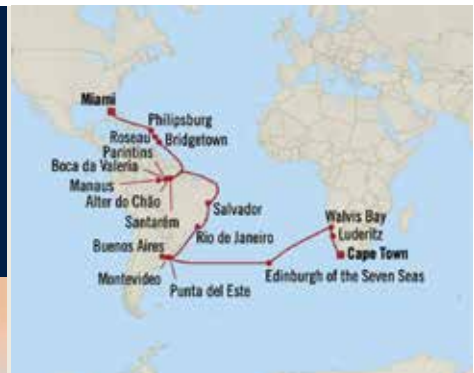 Miami
Philipsburg
Roseau
Bridgetown
Parintins
Boca da Valeria
Manaus
Alter do Chão
Santarém
Salvador
Rio de Janeiro
Buenos Aires
Montevideo
Punta del Este
Walvis Bay
Luderitz
Cape Town
Edinburgh of the Seven Seas